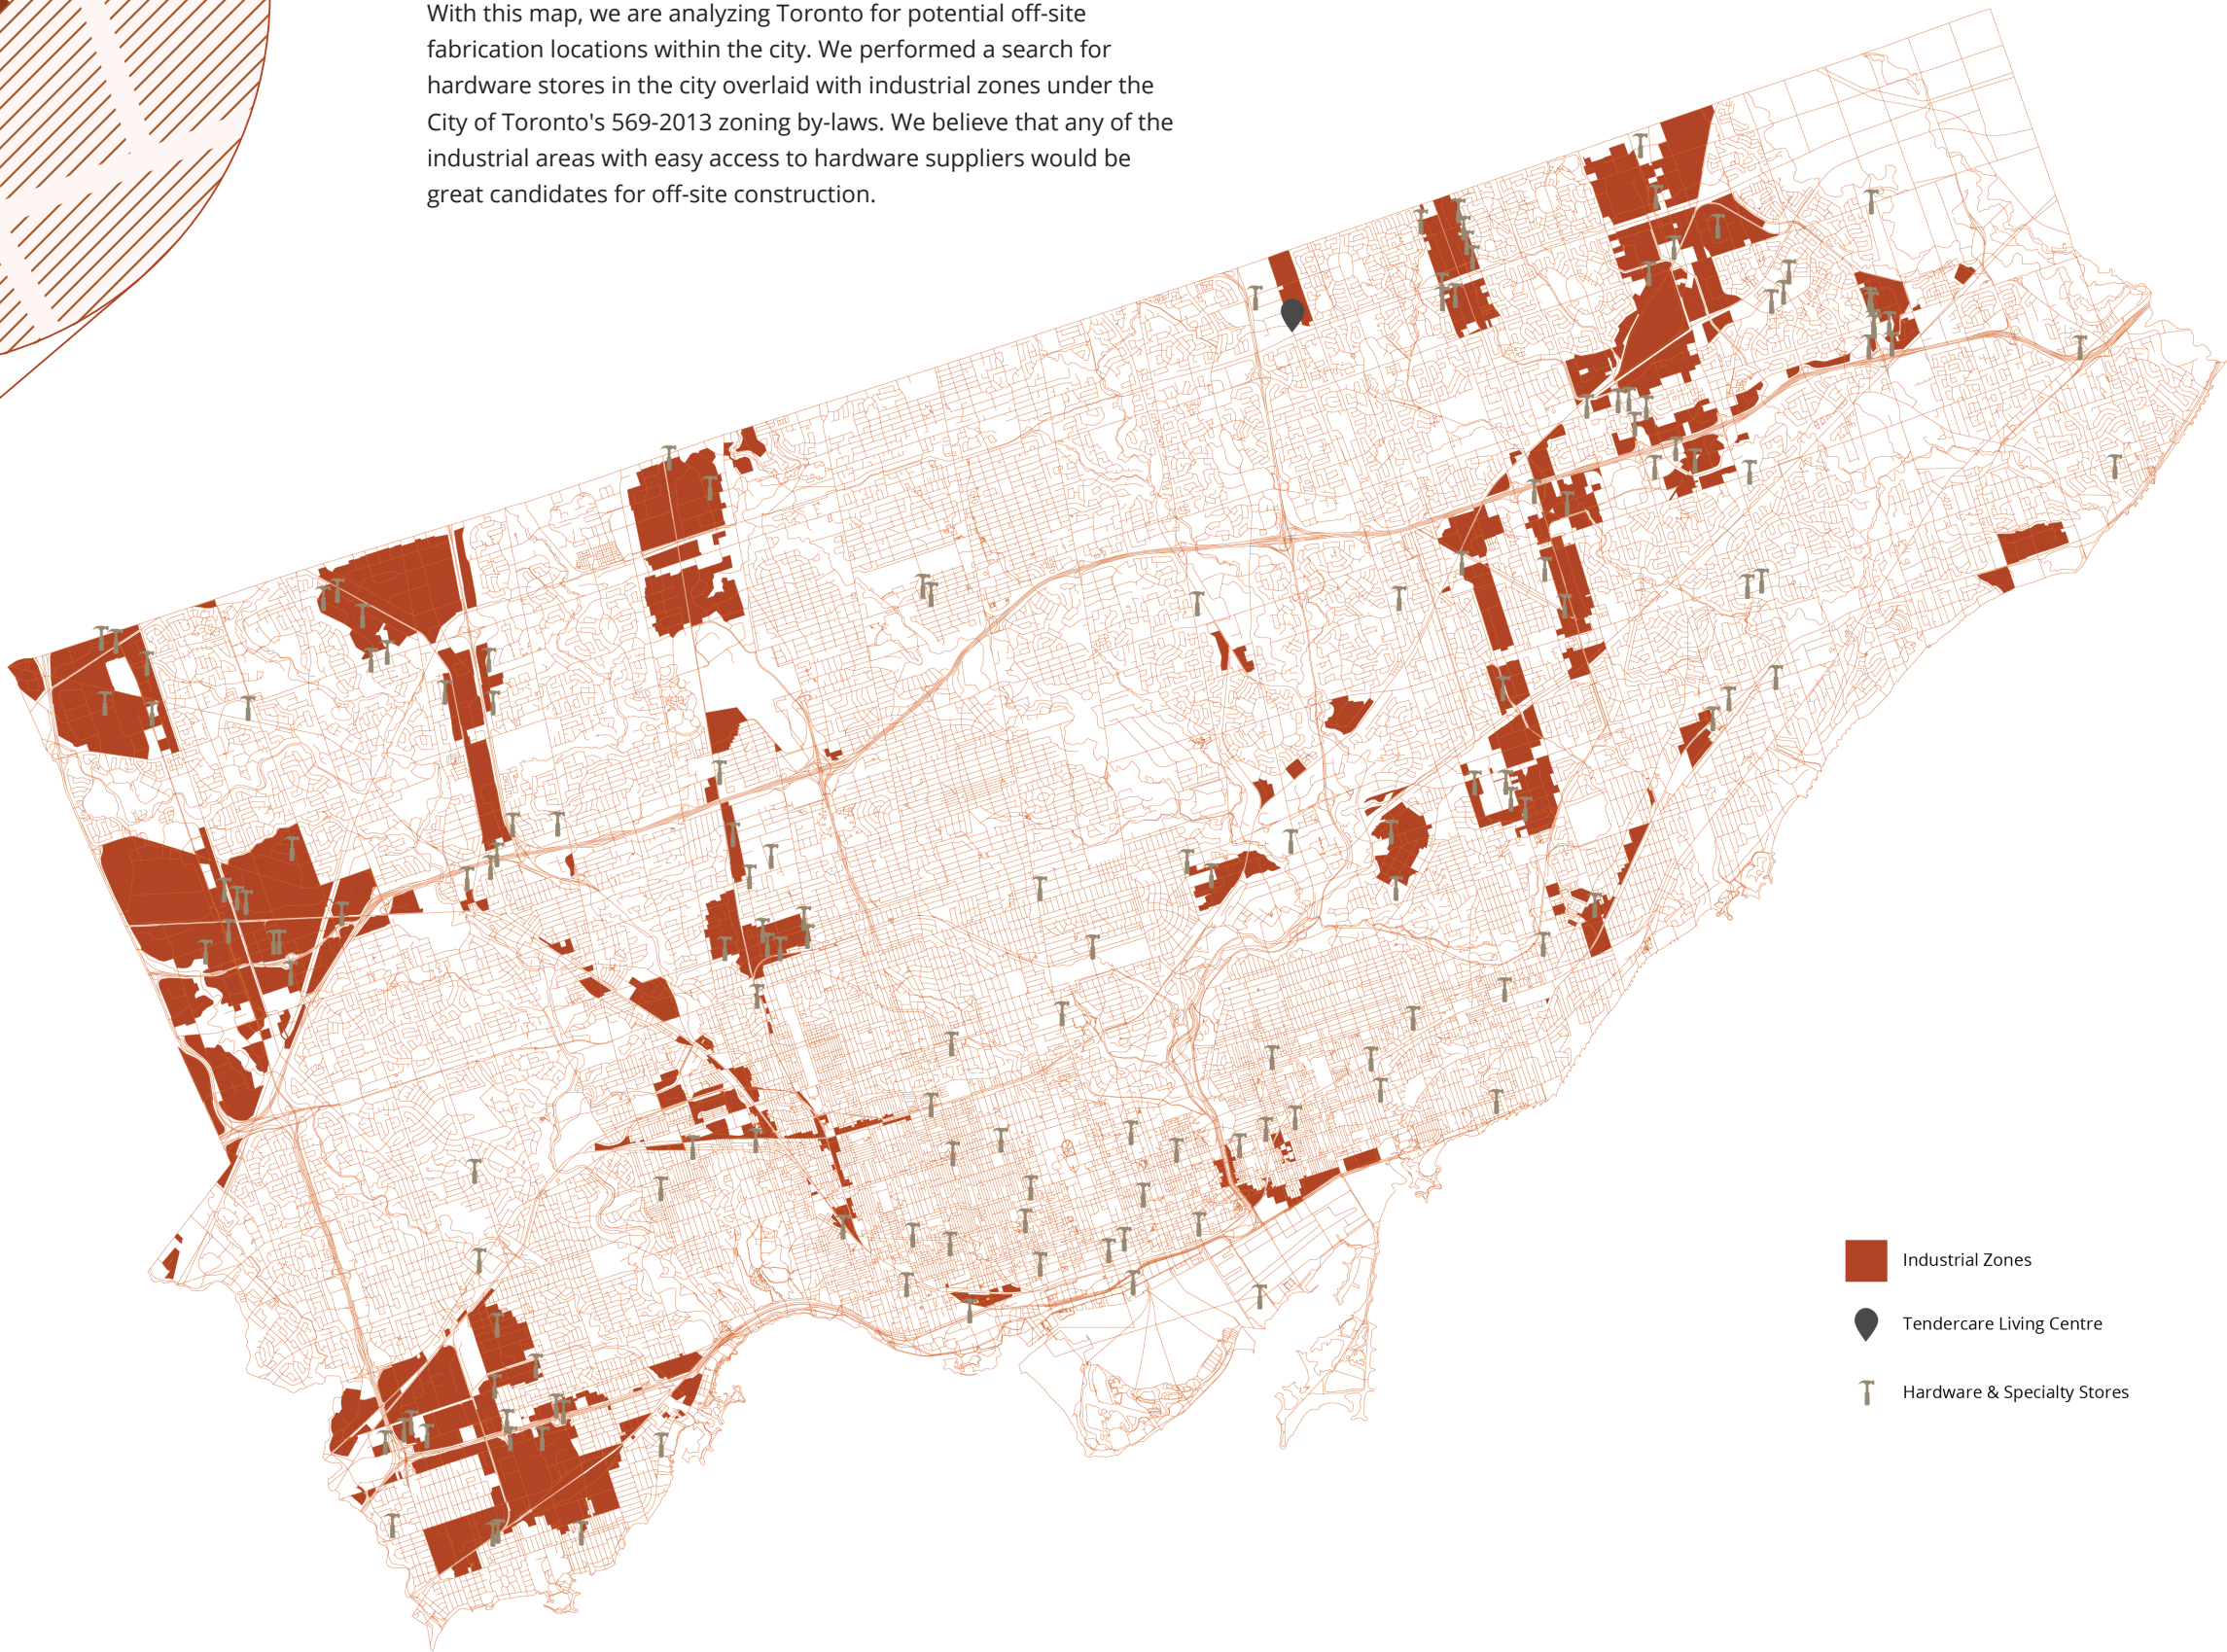 With this map, we are analyzing Toronto for potential off-site
fabrication locations within the city. We performed a search for
hardware stores in the city overlaid with industrial zones under the
City of Toronto's 569-2013 zoning by-laws. We believe that any of the
industrial areas with easy access to hardware suppliers would be
great candidates for off-site construction.
Industrial Zones
Tendercare Living Centre
Hardware & Specialty Stores